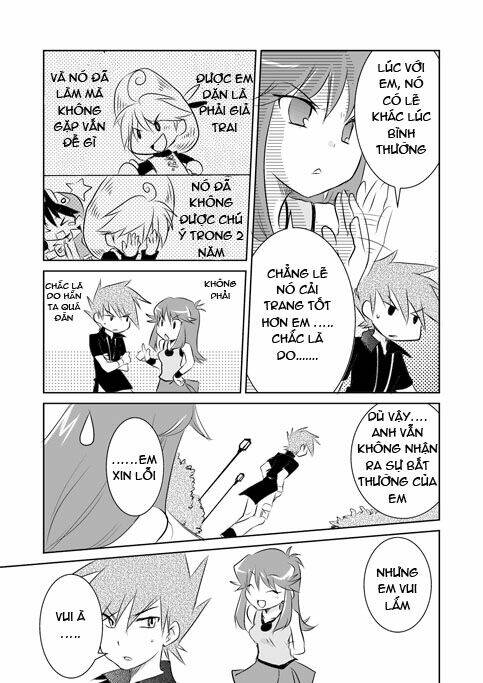 LÚC VỚI
EM, NÓ
CÓ LẼ
KHÁC LÚC
BÌNH
THƯỜNG
CHẲNG LẼ
NÓ CẢI
TRANG TỐT
HƠN EM .....
CHẮC LÀ
DO.......
ĐƯỢC EM
DẶN LÀ
PHẢI GIẢ
TRAI
VÀ NÓ ĐÃ
LÀM MÀ
KHÔNG
GẶP VẤN
ĐỀ GÌ
NÓ ĐÃ
KHÔNG
ĐƯỢC CHÚ
Ý TRONG 2
NĂM
KHÔNG
PHẢI
CHẮC LÀ
DO HẮN
TA QUÁ
ĐẦN
DÙ VẬY....
ANH VẪN
KHÔNG NHẬN
RA SỰ BẤT
THƯỜNG CỦA
EM
......EM
XIN LỖI
NHƯNG
EM VUI
LẮM
VUI À
.....